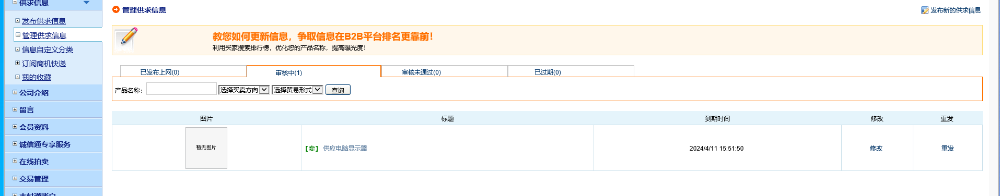 供求信息
发布供求信息
管理供求信息
信息自定义分类
订阅商机快递
我的收藏
公司介绍
留言
会员资料
诚信通专享服务
在线拍卖
交易管理
支付通账户
管理供求信息
发布新的供求信息
教您如何更新信息，争取信息在B2B平台排名更靠前！
利用买家搜索排行榜，优化您的产品名称，提高曝光度！
已发布上网(0) 审核中(1) 审核未通过(0) 已过期(0)
产品名称： 选择买卖方向 选择贸易形式 查询
图片 标题 到期时间 修改 重发
暂无图片 【卖】 供应电脑显示器 2024/4/11 15:51:50 修改 重发